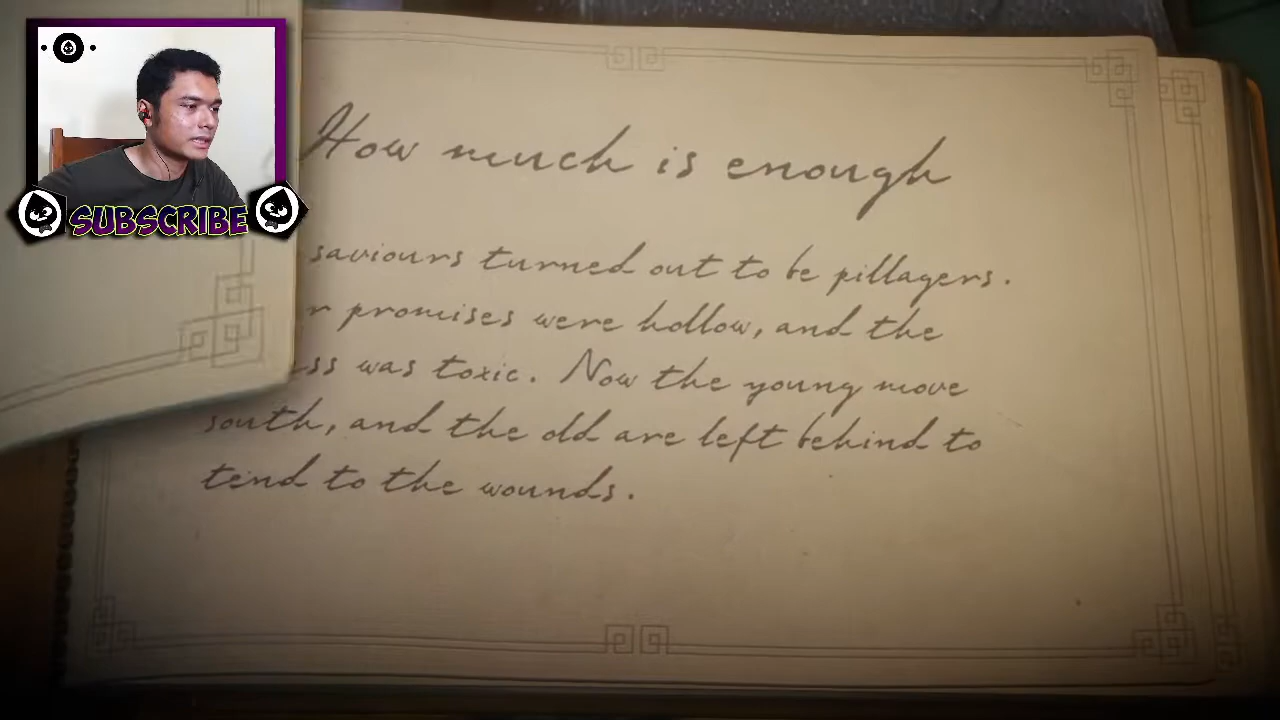 How much is enough
saviours turned out to be pillagers.
promises were hollow, and the
was toxic. Now the young move
south, and the old are left behind to
tend to the wounds.
SUBSCRIBE